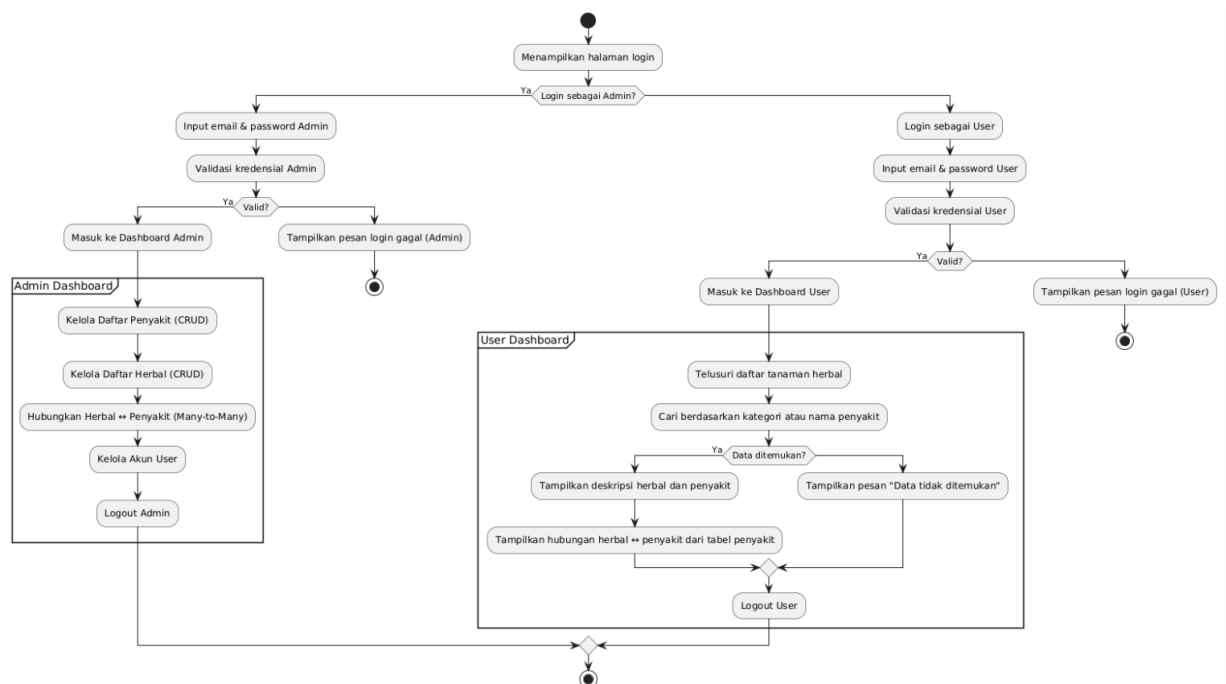 Menampilkan halaman login
Login sebagai Admin?
Ya
Input email & password Admin
Validasi kredensial Admin
Valid?
Ya
Masuk ke Dashboard Admin
Tampilkan pesan login gagal (Admin)
Admin Dashboard
Kelola Daftar Penyakit (CRUD)
Kelola Daftar Herbal (CRUD)
Hubungkan Herbal ↔ Penyakit (Many-to-Many)
Kelola Akun User
Logout Admin
Login sebagai User
Input email & password User
Validasi kredensial User
Valid?
Ya
Masuk ke Dashboard User
Tampilkan pesan login gagal (User)
User Dashboard
Telusuri daftar tanaman herbal
Cari berdasarkan kategori atau nama penyakit
Data ditemukan?
Ya
Tampilkan deskripsi herbal dan penyakit
Tampilkan pesan "Data tidak ditemukan"
Tampilkan hubungan herbal ↔ penyakit dari tabel penyakit
Logout User